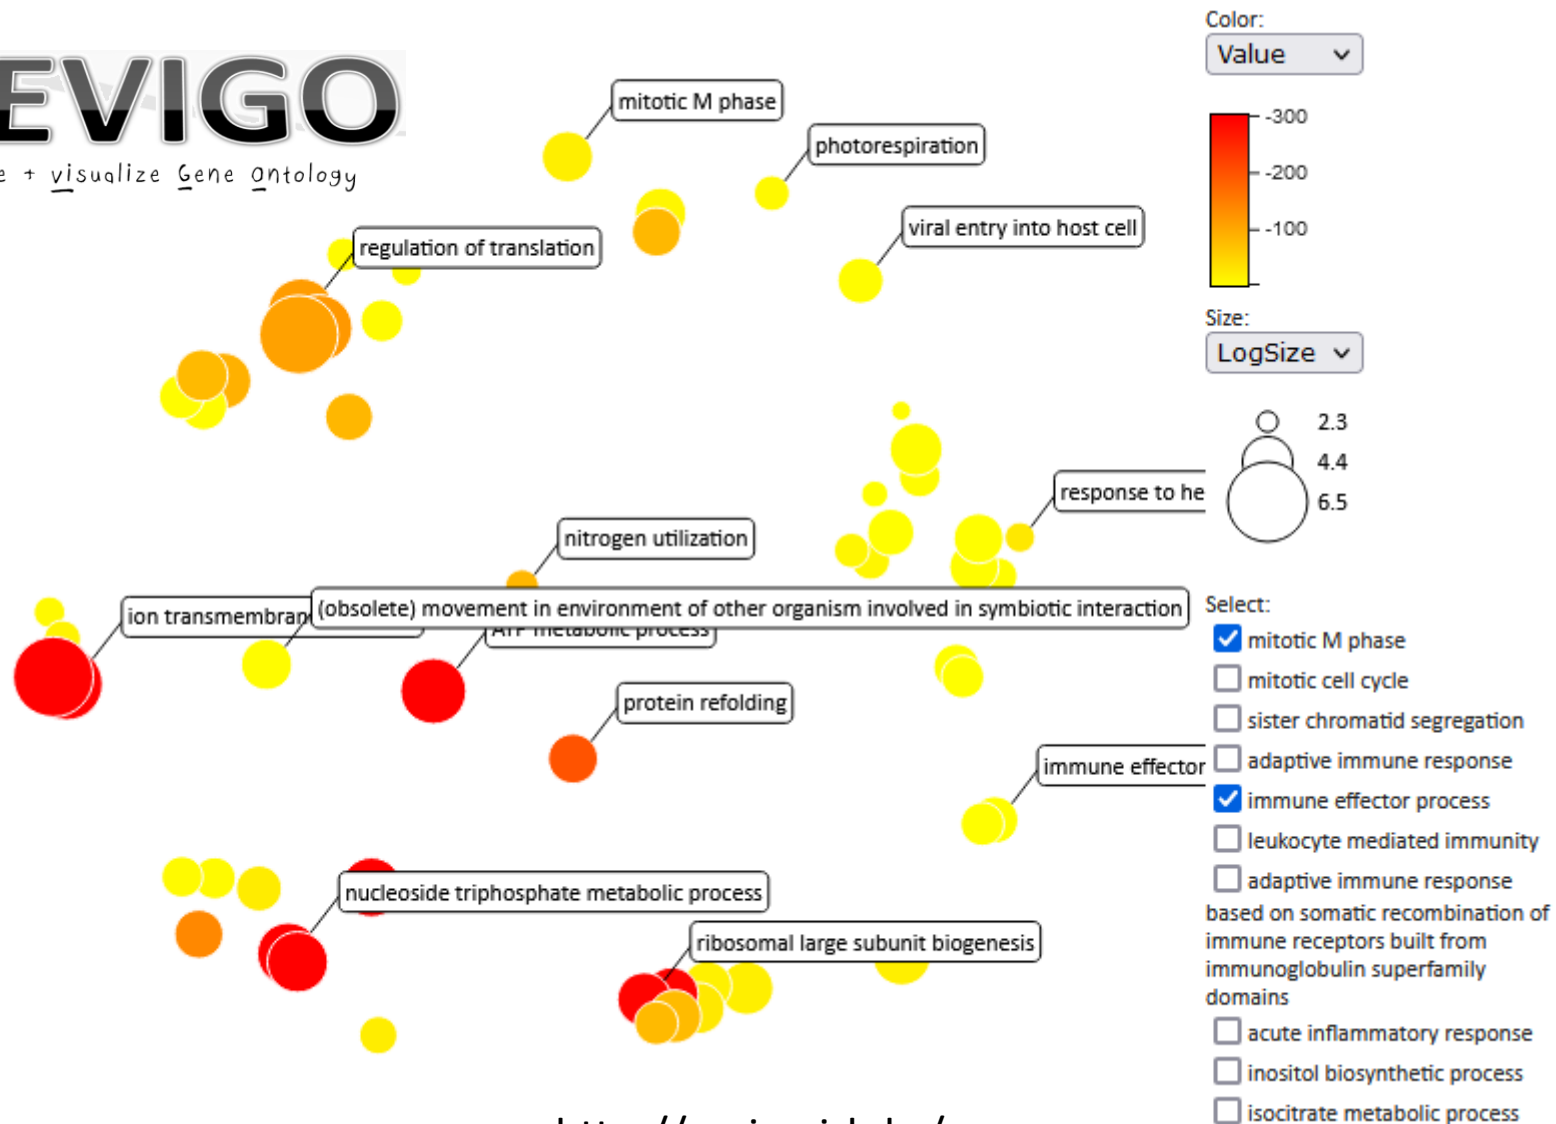 Color:
Value
EVIGO
mitotic M phase
-300
photorespiration
e + visualize Gene Ontology
-200
viral entry into host cell
-100
regulation of translation
Size:
LogSize
2.3
4.4
6.5
response to he
nitrogen utilization
ion transmembran
(obsolete) movement in environment of other organism involved in symbiotic interaction
ATP metabolic process
protein refolding
immune effector
nucleoside triphosphate metabolic process
ribosomal large subunit biogenesis
Select:
mitotic M phase
mitotic cell cycle
sister chromatid segregation
adaptive immune response
immune effector process
leukocyte mediated immunity
adaptive immune response
based on somatic recombination of
immune receptors built from
immunoglobulin superfamily
domains
acute inflammatory response
inositol biosynthetic process
isocitrate metabolic process